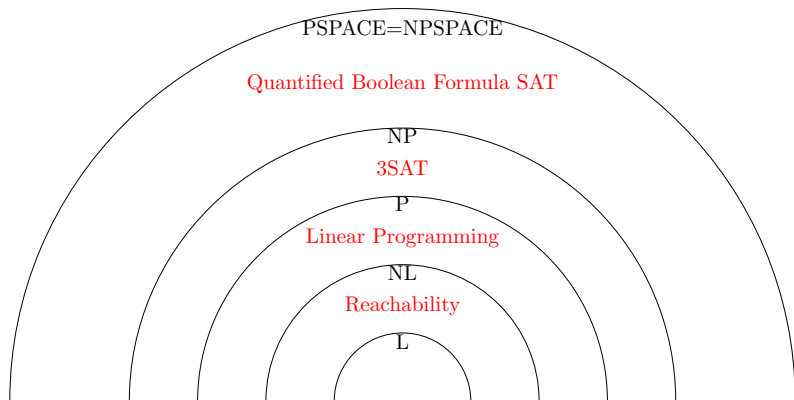 PSPACE=NPSPACE
Quantified Boolean Formula SAT
NP
3SAT
P
Linear Programming
NL
Reachability
L